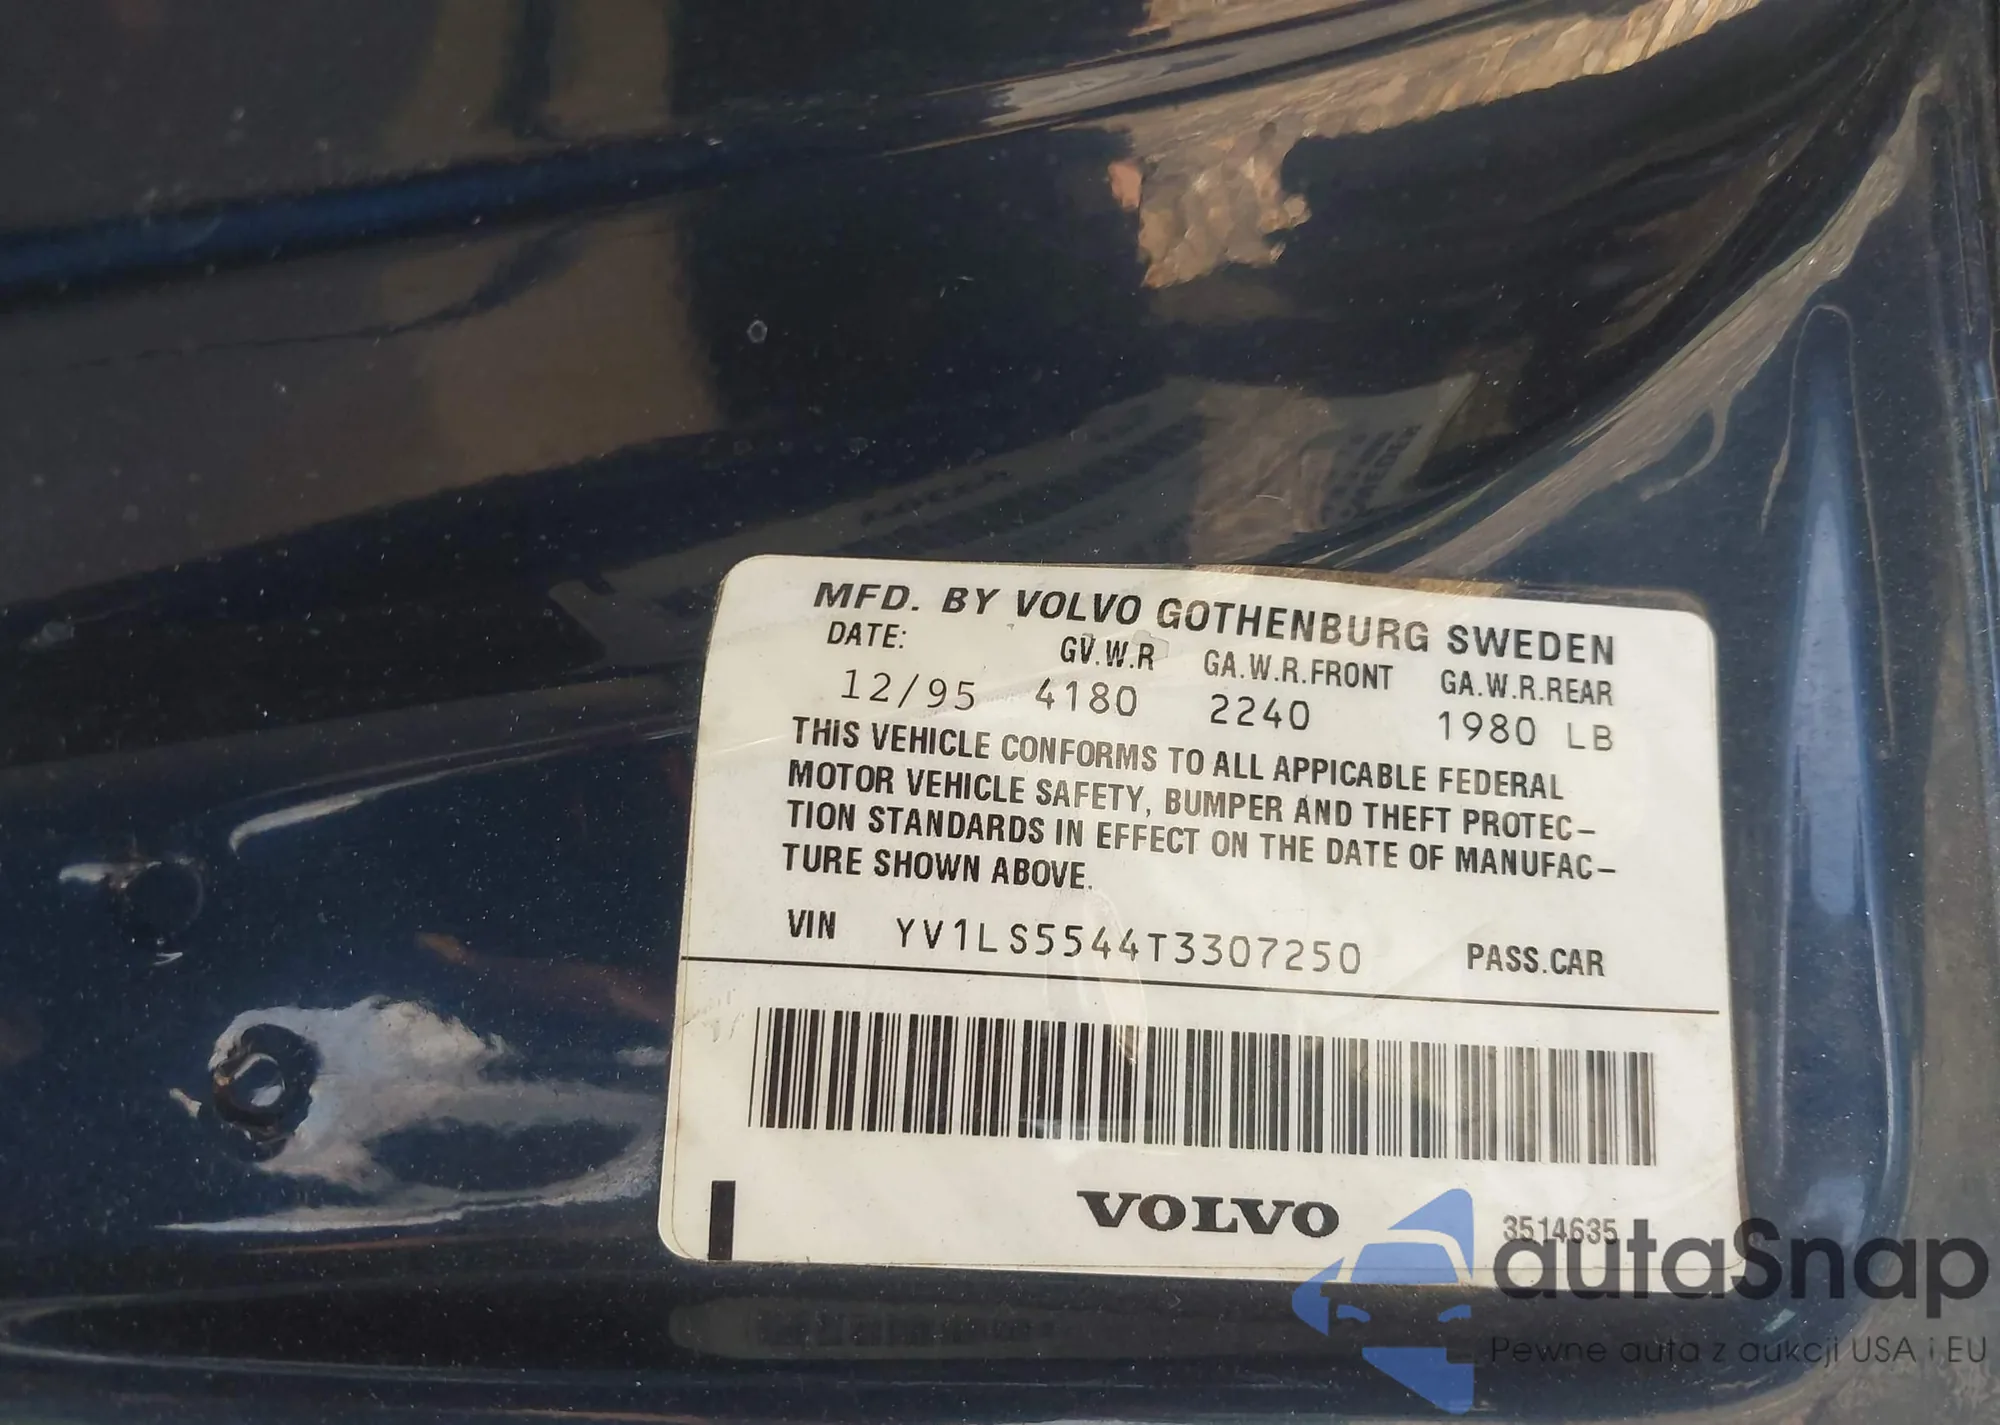 MFD. BY VOLVO GOTHENBURG SWEDEN
DATE: GV.W.R GA.W.R.FRONT GA.W.R.REAR
12/95 4180 2240 1980 LB
THIS VEHICLE CONFORMS TO ALL APPICABLE FEDERAL
MOTOR VEHICLE SAFETY, BUMPER AND THEFT PROTEC-
TION STANDARDS IN EFFECT ON THE DATE OF MANUFAC-
TURE SHOWN ABOVE.
VIN YV1LS5544T3307250 PASS.CAR
VOLVO
3514635
autaSnap
Pewne auta z aukcji USA i EU